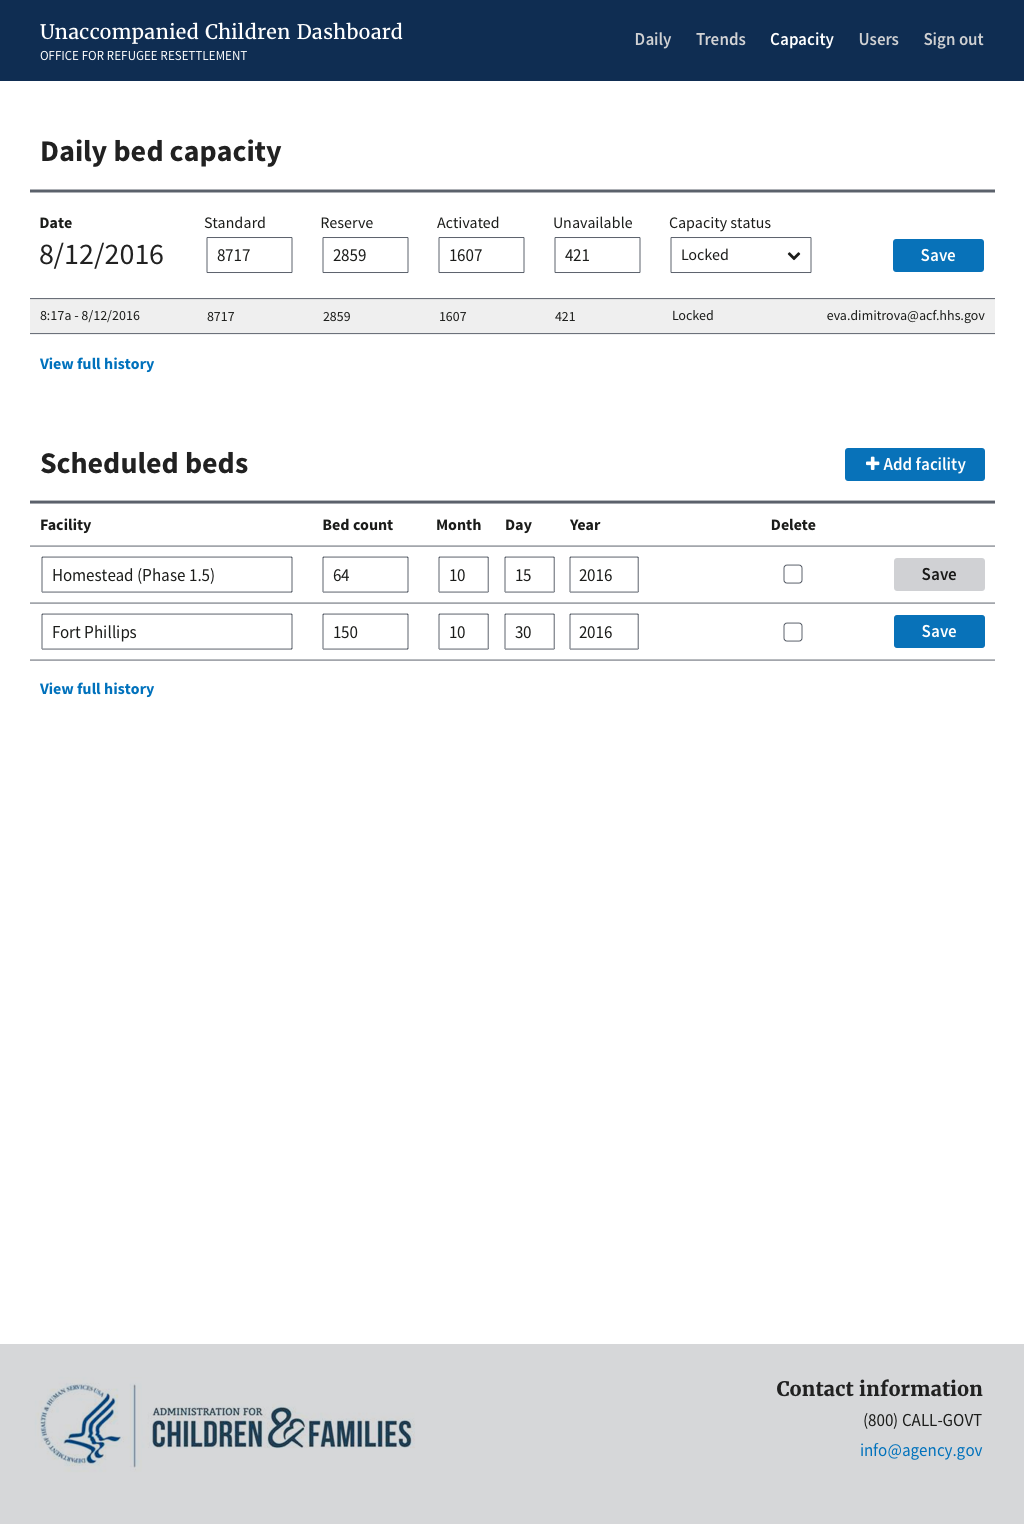 Unaccompanied Children Dashboard
OFFICE FOR REFUGEE RESETTLEMENT
Daily Trends Capacity Users Sign out
Daily bed capacity
Date Standard Reserve Activated Unavailable Capacity status
8/12/2016 8717 2859 1607 421 Locked Save
8:17a - 8/12/2016 8717 2859 1607 421 Locked eva.dimitrova@acf.hhs.gov
View full history
Scheduled beds
Add facility
Facility Bed count Month Day Year Delete
Homestead (Phase 1.5) 64 10 15 2016 Save
Fort Phillips 150 10 30 2016 Save
View full history
DEPARTMENT OF HEALTH & HUMAN SERVICES USA
ADMINISTRATION FOR
CHILDREN & FAMILIES
Contact information
(800) CALL-GOVT
info@agency.gov